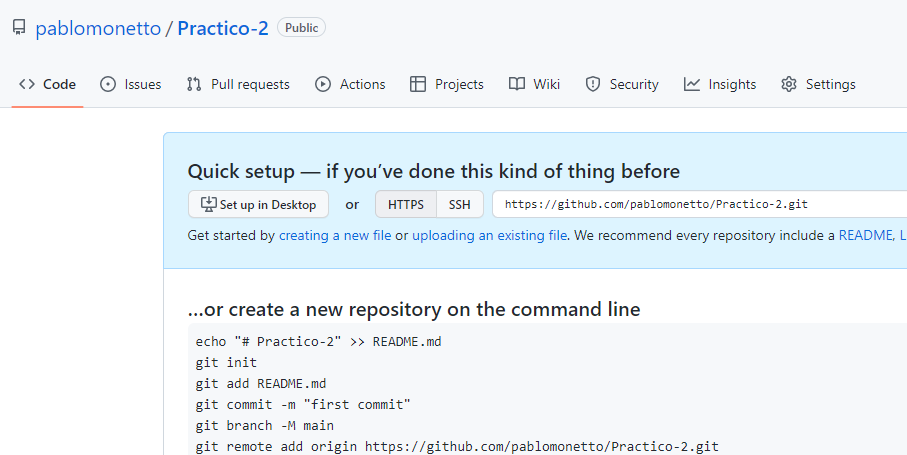 pablomonetto / Practico-2 Public
Code Issues Pull requests Actions Projects Wiki Security Insights Settings
Quick setup — if you’ve done this kind of thing before
Set up in Desktop or HTTPS SSH https://github.com/pablomonetto/Practico-2.git
Get started by creating a new file or uploading an existing file. We recommend every repository include a README, L
…or create a new repository on the command line
echo "# Practico-2" >> README.md
git init
git add README.md
git commit -m "first commit"
git branch -M main
git remote add origin https://github.com/pablomonetto/Practico-2.git